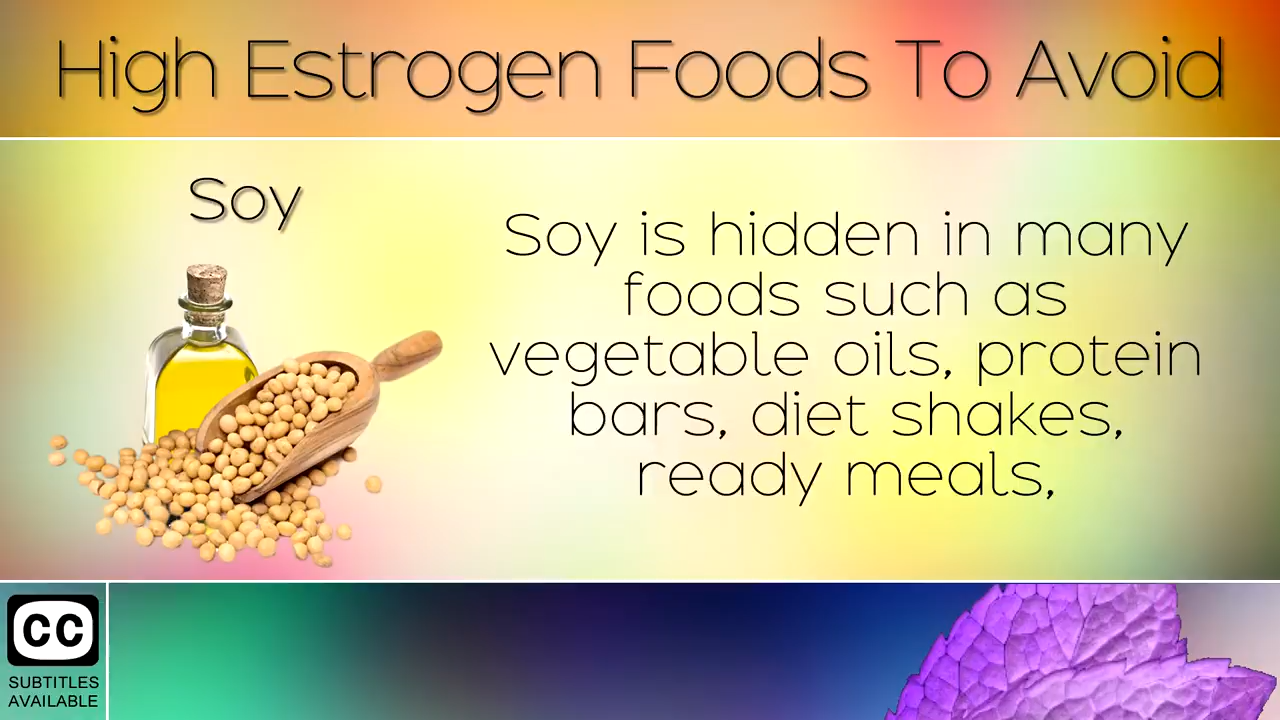 High Estrogen Foods To Avoid
Soy
Soy is hidden in many
foods such as
vegetable oils, protein
bars, diet shakes,
ready meals,
CC
SUBTITLES
AVAILABLE